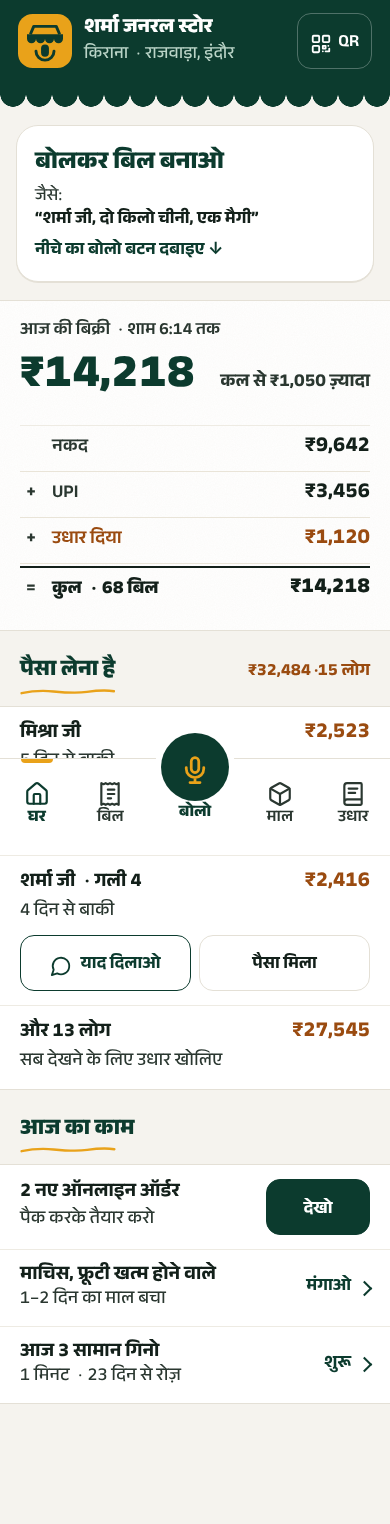 शर्मा जनरल स्टोर
किराना · राजवाड़ा, इंदौर
QR
बोलकर बिल बनाओ
जैसे:
“शर्मा जी, दो किलो चीनी, एक मैगी”
नीचे का बोलो बटन दबाइए ↓
आज की बिक्री · शाम 6:14 तक
₹14,218 कल से ₹1,050 ज़्यादा
नकद ₹9,642
+ UPI ₹3,456
+ उधार दिया ₹1,120
= कुल · 68 बिल ₹14,218
पैसा लेना है ₹32,484 ·15 लोग
मिश्रा जी ₹2,523
घर बिल बोलो माल उधार
शर्मा जी · गली 4 ₹2,416
4 दिन से बाकी
याद दिलाओ पैसा मिला
और 13 लोग ₹27,545
सब देखने के लिए उधार खोलिए
आज का काम
2 नए ऑनलाइन ऑर्डर
पैक करके तैयार करो
देखो
माचिस, फ्रूटी खत्म होने वाले
1–2 दिन का माल बचा
मंगाओ
आज 3 सामान गिनो
1 मिनट · 23 दिन से रोज़
शुरू